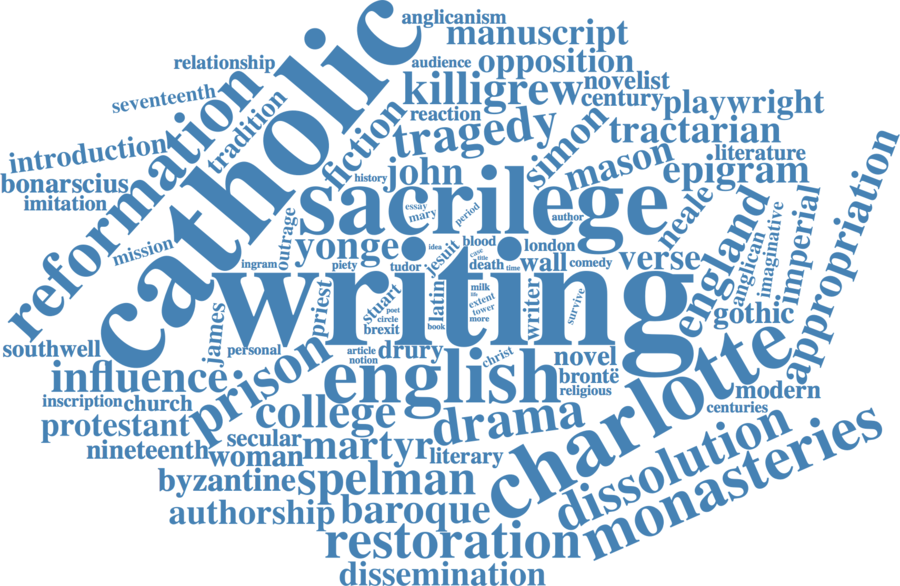 anglicanism
manuscript
relationship
audience
opposition
catholic
seventeenth
reformation
tradition
killigrew
novelist
century
playwright
reaction
fiction
tragedy
simon
tractarian
introduction
literature
bonarscius
history
john
mason
epigram
imitation
sacrilege
essay
mary
period
author
neale
england
imperial
appropriation
mission
outrage
yonge
idea
jesuit
blood
london
verse
anglican
imaginative
ingram
piety
tudor
case
title
death
time
wall
comedy
writing
priest
stuart
poet
circle
brexit
latin
book
milk
life
extent
tower
more
writer
survive
gothic
southwell
james
personal
article
notion
drury
christ
novel
charlotte
influence
prison
english
brontë
religious
modern
inscription
church
college
drama
centuries
protestant
nineteenth
secular
woman
martyr
literary
dissolution
monasteries
byzantine
spelman
authorship
baroque
restoration
dissemination